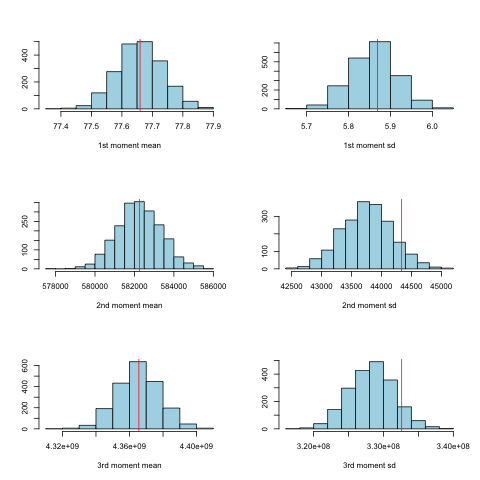 0 200 400
77.4 77.5 77.6 77.7 77.8 77.9
1st moment mean
0 200 500
5.7 5.8 5.9 6.0
1st moment sd
0 100 250
578000 580000 582000 584000 586000
2nd moment mean
0 100 300
42500 43000 43500 44000 44500 45000
2nd moment sd
0 200 400 600
4.32e+09 4.36e+09 4.40e+09
3rd moment mean
0 200 400
3.20e+08 3.30e+08 3.40e+08
3rd moment sd